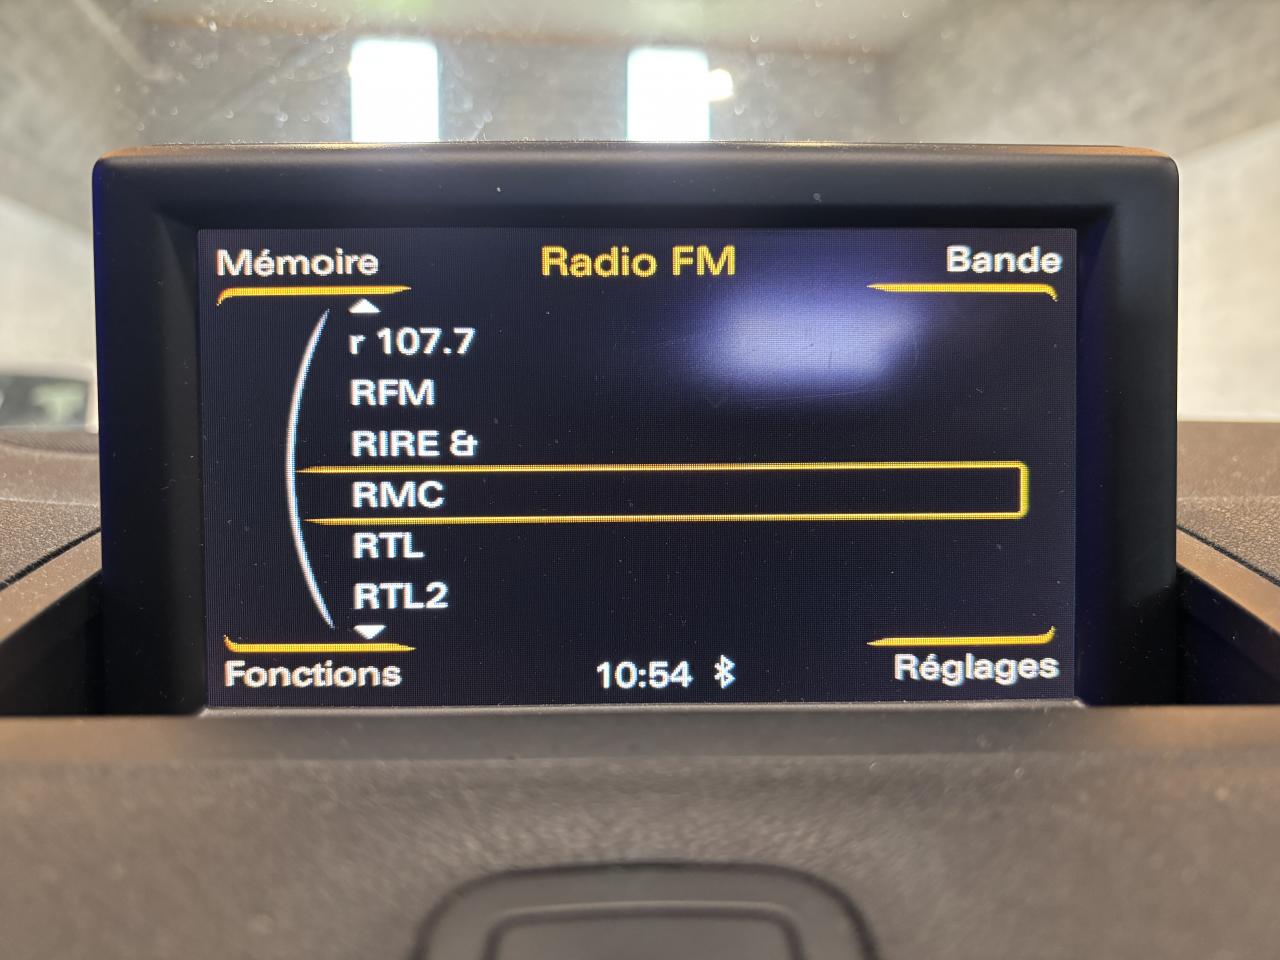 Mémoire Radio FM Bande
r 107.7
RFM
RIRE &
RMC
RTL
RTL2
Fonctions 10:54 Réglages